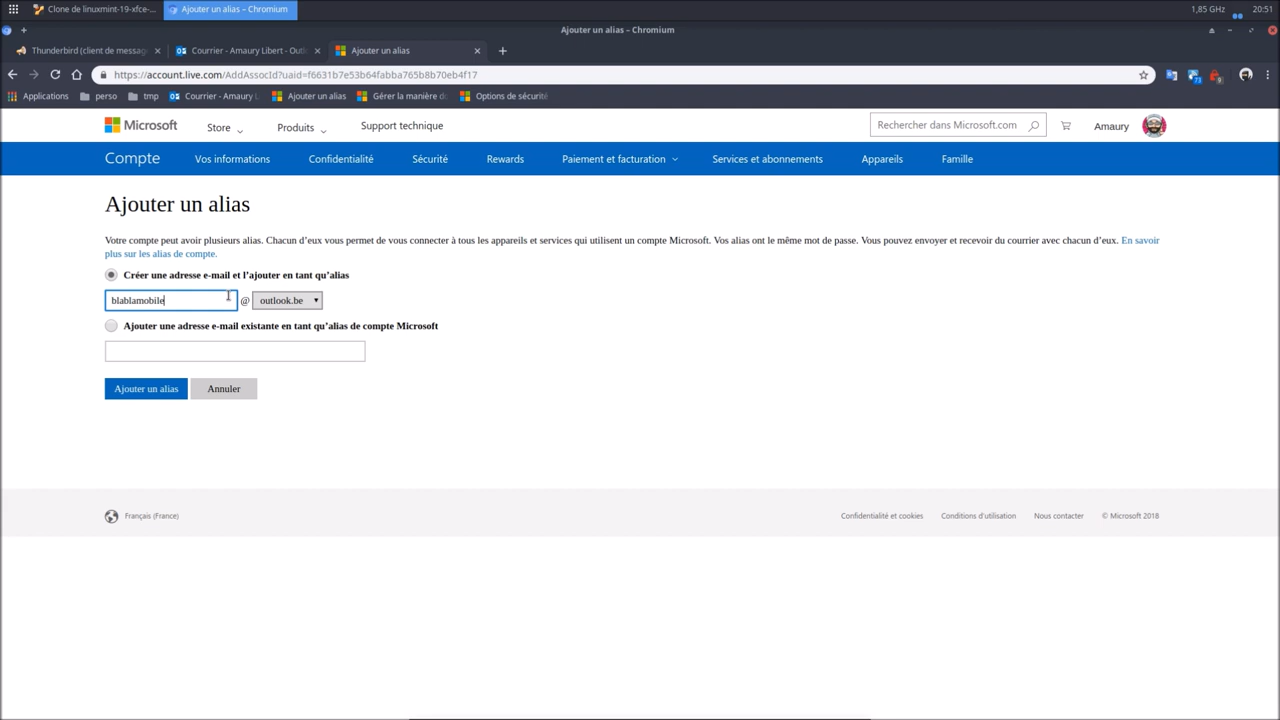 Clone de linuxmint-19-xfce-...
Ajouter un alias – Chromium
1,85 GHz
20:51
Ajouter un alias – Chromium
Thunderbird (client de message
Courrier - Amaury Libert - Outl
Ajouter un alias
https://account.live.com/AddAssocId?uaid=f6631b7e53b64fabba765b8b70eb4f17
Applications
perso
tmp
Courrier - Amaury L
Ajouter un alias
Gérer la manière do
Options de sécurité
Microsoft
Store
Produits
Support technique
Rechercher dans Microsoft.com
Amaury
Compte
Vos informations
Confidentialité
Sécurité
Rewards
Paiement et facturation
Services et abonnements
Appareils
Famille
Ajouter un alias
Votre compte peut avoir plusieurs alias. Chacun d’eux vous permet de vous connecter à tous les appareils et services qui utilisent un compte Microsoft. Vos alias ont le même mot de passe. Vous pouvez envoyer et recevoir du courrier avec chacun d’eux. En savoir
plus sur les alias de compte.
Créer une adresse e-mail et l’ajouter en tant qu’alias
blablamobile @ outlook.be
Ajouter une adresse e-mail existante en tant qu’alias de compte Microsoft
Ajouter un alias
Annuler
Français (France)
Confidentialité et cookies
Conditions d’utilisation
Nous contacter
© Microsoft 2018